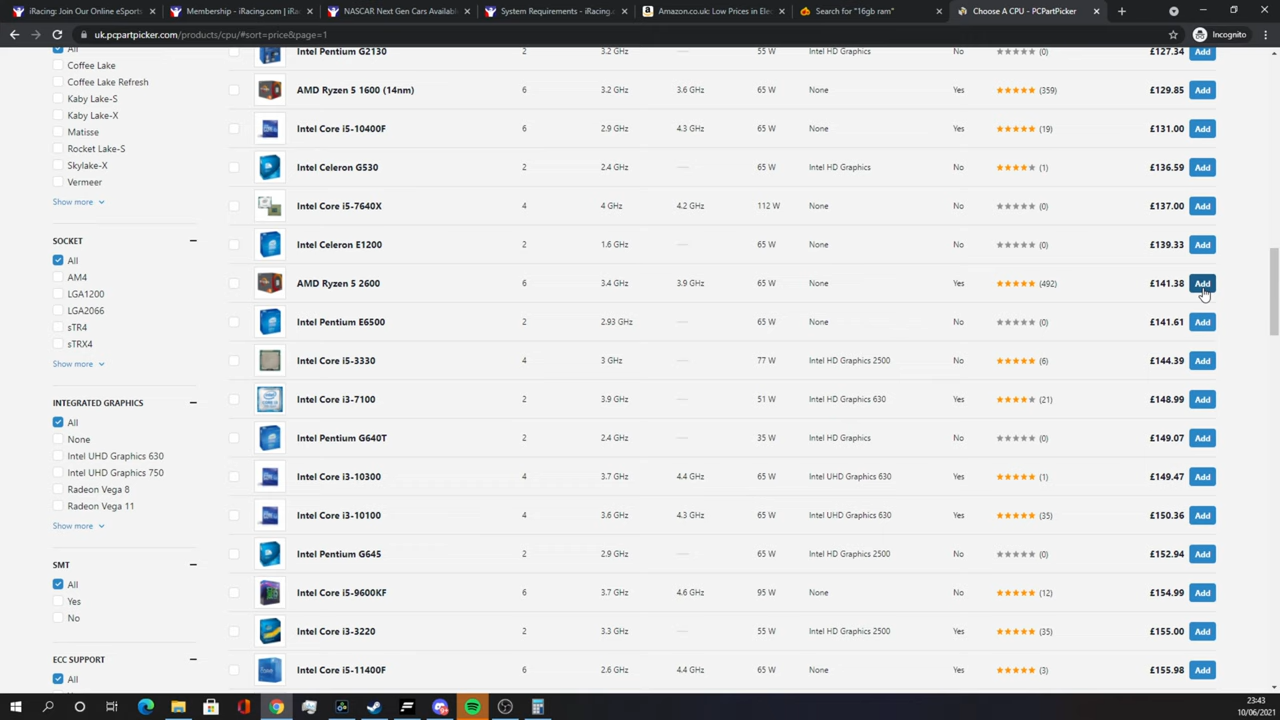 iRacing: Join Our Online eSports
Membership - iRacing.com | iRa
NASCAR Next Gen Cars Availabl
System Requirements - iRacing
Amazon.co.uk: Low Prices in Ele
Search for "16gb ram"
Choose A CPU - PCPartPicker
uk.pcpartpicker.com/products/cpu/#sort=price&page=1
Incognito
All
Coffee Lake
Coffee Lake Refresh
Kaby Lake-S
Kaby Lake-X
Matisse
Rocket Lake-S
Skylake-X
Vermeer
Show more
SOCKET
All
AM4
LGA1200
LGA2066
sTR4
sTRX4
Show more
INTEGRATED GRAPHICS
All
None
Intel UHD Graphics 630
Intel UHD Graphics 750
Radeon Vega 8
Radeon Vega 11
Show more
SMT
All
Yes
No
ECC SUPPORT
All
Intel Pentium G2130 2 3.2 GHz 55 W Intel HD Graphics No (0) £127.34 Add
AMD Ryzen 5 1600 (14nm) 6 3.2 GHz 3.6 GHz 65 W None Yes (359) £129.85 Add
Intel Core i5-10400F 6 2.9 GHz 4.3 GHz 65 W None Yes (19) £131.00 Add
Intel Celeron G530 2 2.4 GHz 65 W Intel HD Graphics No (1) £136.59 Add
Intel Core i5-7640X 4 4 GHz 4.2 GHz 112 W None No (0) £137.00 Add
Intel Celeron E1200 2 1.6 GHz 65 W None No (0) £139.33 Add
AMD Ryzen 5 2600 6 3.4 GHz 3.9 GHz 65 W None Yes (492) £141.38 Add
Intel Pentium E6500 2 2.93 GHz 65 W None No (0) £141.61 Add
Intel Core i5-3330 4 3 GHz 77 W Intel HD Graphics 2500 No (6) £144.39 Add
Intel Core i3-7100 2 3.9 GHz 51 W Intel HD Graphics 630 Yes (21) £148.99 Add
Intel Pentium G640T 2 2.4 GHz 35 W Intel HD Graphics No (0) £149.07 Add
Intel Core i3-10300 4 3.7 GHz 4.4 GHz 65 W Intel UHD Graphics 630 Yes (1) £149.47 Add
Intel Core i3-10100 4 3.6 GHz 4.3 GHz 65 W Intel UHD Graphics 630 Yes (35) £150.36 Add
Intel Pentium G645 2 2.9 GHz 65 W Intel HD Graphics 2500 No (0) £152.94 Add
Intel Core i5-9600KF 6 3.7 GHz 4.6 GHz 95 W None No (12) £154.99 Add
Intel Core i3-3220 2 3.3 GHz 55 W Intel HD Graphics 2500 Yes (35) £155.00 Add
Intel Core i5-11400F 6 2.6 GHz 4.4 GHz 65 W None Yes (3) £155.98 Add
23:43
10/06/2021